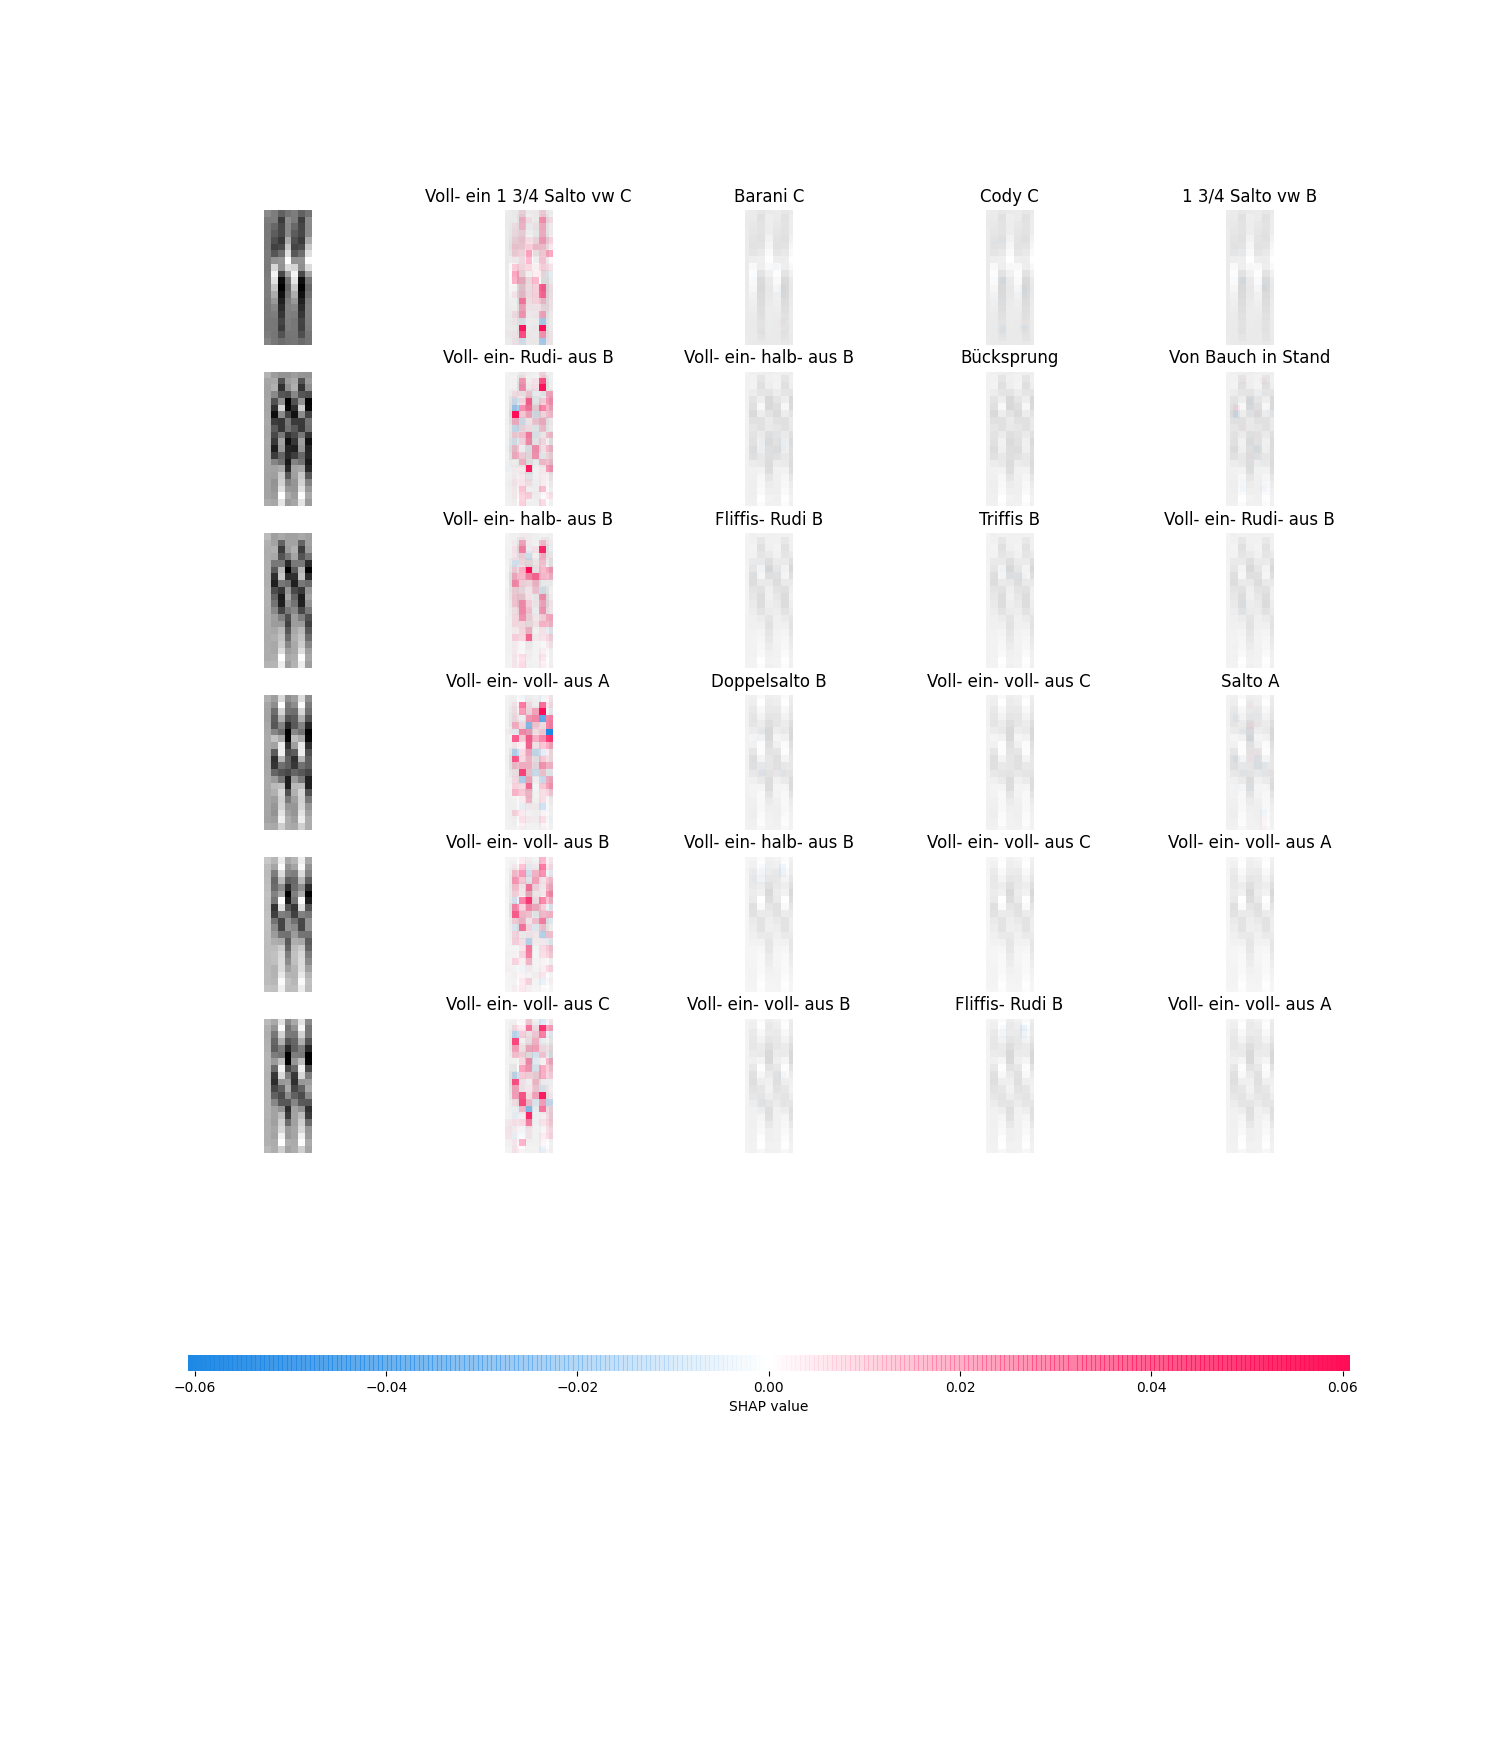 Voll- ein 1 3/4 Salto vw C
Barani C
Cody C
1 3/4 Salto vw B
Voll- ein- Rudi- aus B
Voll- ein- halb- aus B
Bücksprung
Von Bauch in Stand
Voll- ein- halb- aus B
Fliffis- Rudi B
Triffis B
Voll- ein- Rudi- aus B
Voll- ein- voll- aus A
Doppelsalto B
Voll- ein- voll- aus C
Salto A
Voll- ein- voll- aus B
Voll- ein- halb- aus B
Voll- ein- voll- aus C
Voll- ein- voll- aus A
Voll- ein- voll- aus C
Voll- ein- voll- aus B
Fliffis- Rudi B
Voll- ein- voll- aus A
−0.06
−0.04
−0.02
0.00
0.02
0.04
0.06
SHAP value